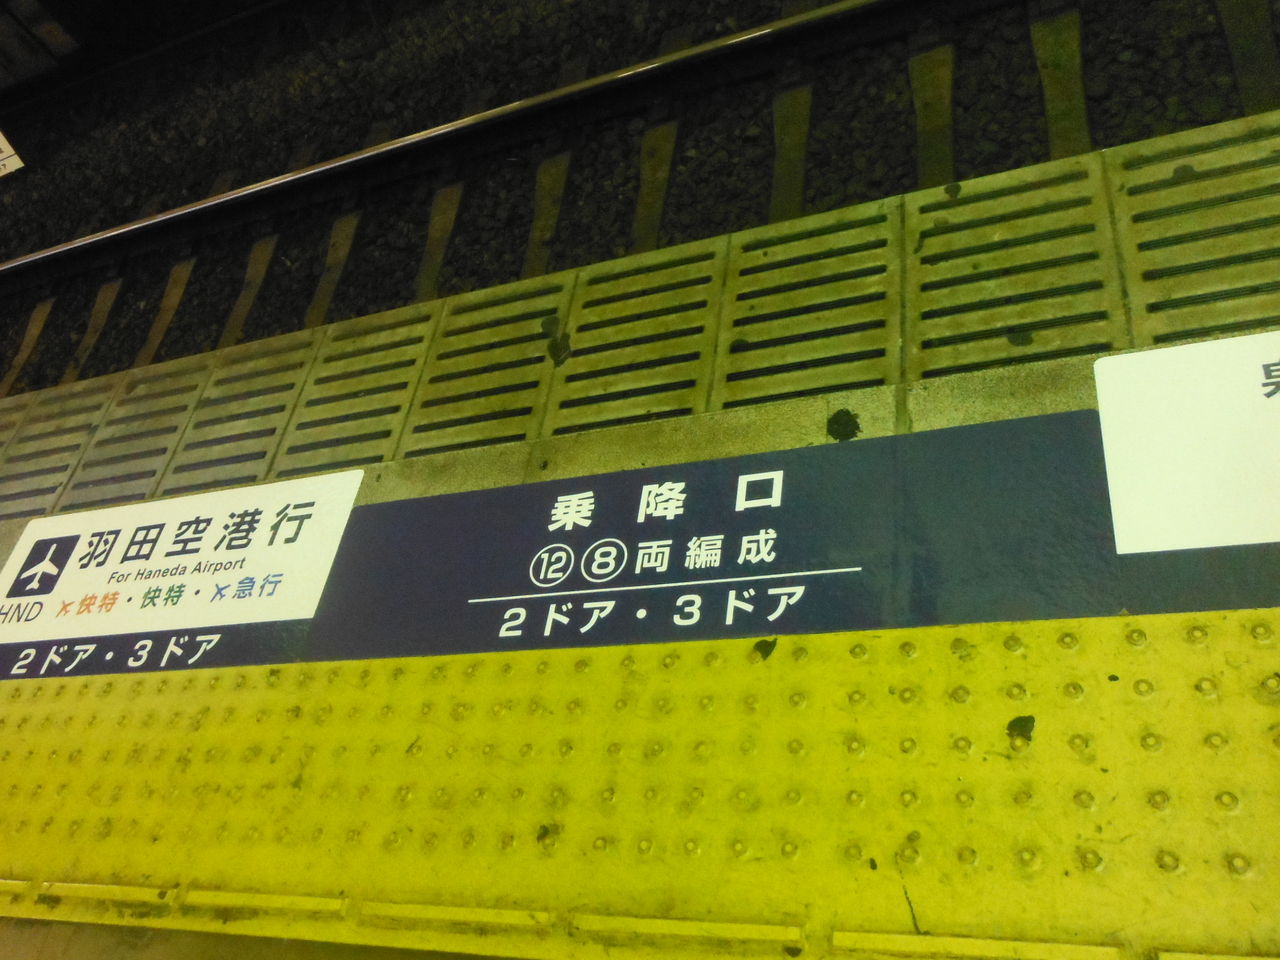 羽田空港行
For Haneda Airport
HND 快特・快特・急行
2ドア・3ドア
乗降口
⑫⑧両編成
2ドア・3ドア